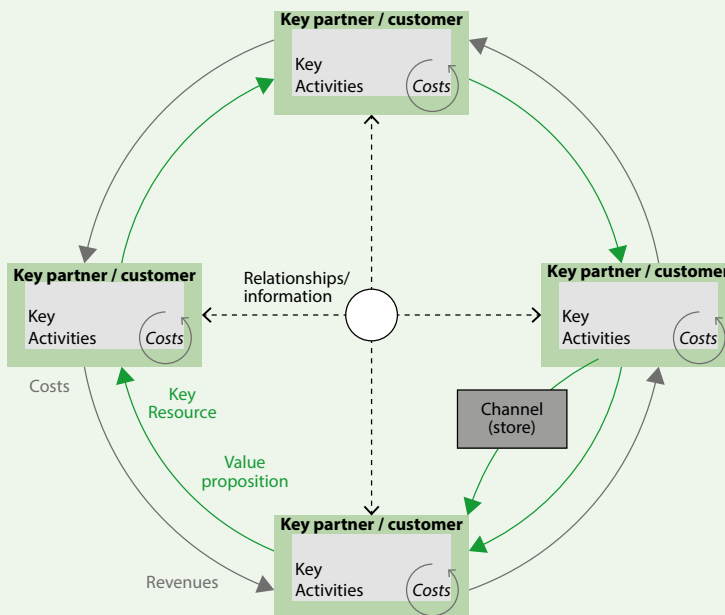 Key partner / customer
Key
Activities
Costs
Key partner / customer
Key
Activities
Costs
Relationships/
information
Key partner / customer
Key
Activities
Costs
Costs
Key
Resource
Channel
(store)
Value
proposition
Key partner / customer
Key
Activities
Costs
Revenues